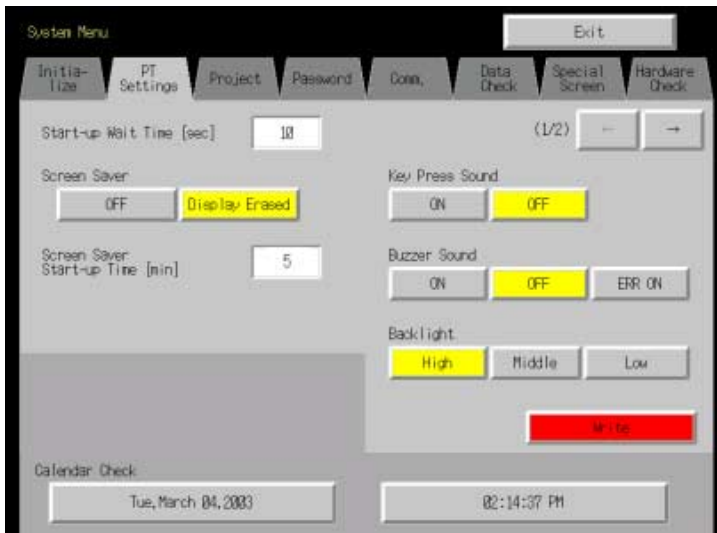 System Menu
Exit
Initia-
lize
PT
Settings
Project
Password
Comm.
Data
Check
Special
Screen
Hardware
Check
Start-up Wait Time [sec]
10
(1/2)
←
→
Screen Saver
OFF
Display Erased
Key Press Sound
ON
OFF
Screen Saver
Start-up Time [min]
5
Buzzer Sound
ON
OFF
ERR ON
Backlight
High
Middle
Low
Write
Calendar Check
Tue,March 04,2003
02:14:37 PM